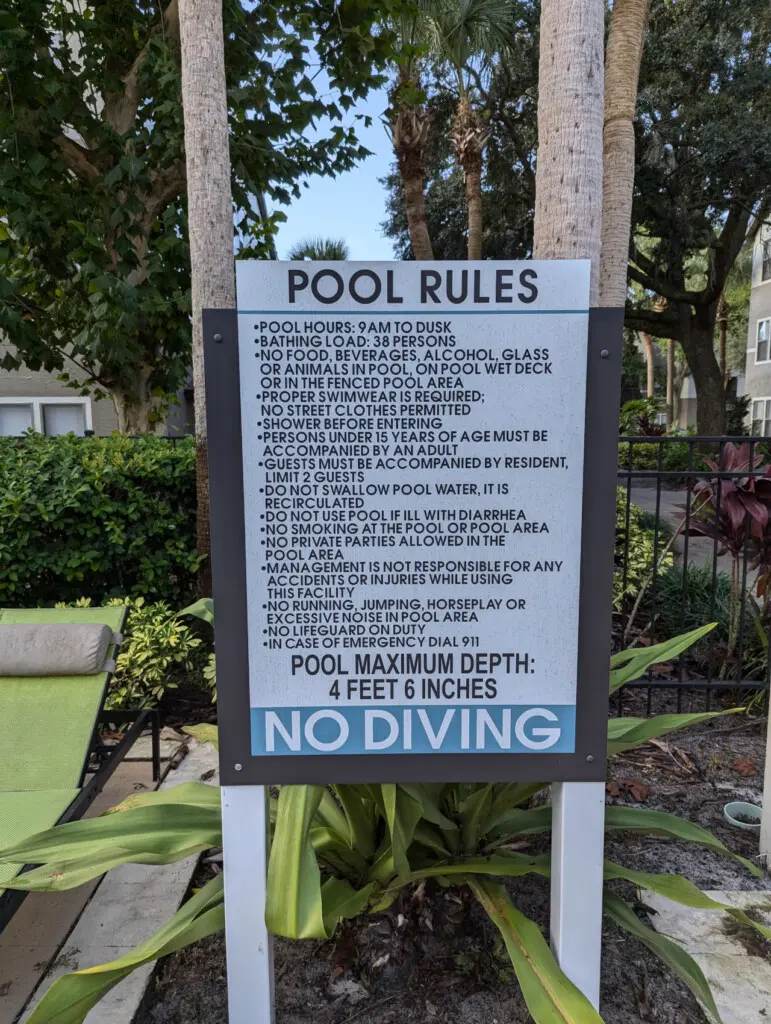 POOL RULES
•POOL HOURS: 9AM TO DUSK
•BATHING LOAD: 38 PERSONS
•NO FOOD, BEVERAGES, ALCOHOL, GLASS
OR ANIMALS IN POOL, ON POOL WET DECK
OR IN THE FENCED POOL AREA
•PROPER SWIMWEAR IS REQUIRED;
NO STREET CLOTHES PERMITTED
•SHOWER BEFORE ENTERING
•PERSONS UNDER 15 YEARS OF AGE MUST BE
ACCOMPANIED BY AN ADULT
•GUESTS MUST BE ACCOMPANIED BY RESIDENT,
LIMIT 2 GUESTS
•DO NOT SWALLOW POOL WATER, IT IS
RECIRCULATED
•DO NOT USE POOL IF ILL WITH DIARRHEA
•NO SMOKING AT THE POOL OR POOL AREA
•NO PRIVATE PARTIES ALLOWED IN THE
POOL AREA
•MANAGEMENT IS NOT RESPONSIBLE FOR ANY
ACCIDENTS OR INJURIES WHILE USING
THIS FACILITY
•NO RUNNING, JUMPING, HORSEPLAY OR
EXCESSIVE NOISE IN POOL AREA
•NO LIFEGUARD ON DUTY
•IN CASE OF EMERGENCY DIAL 911
POOL MAXIMUM DEPTH:
4 FEET 6 INCHES
NO DIVING